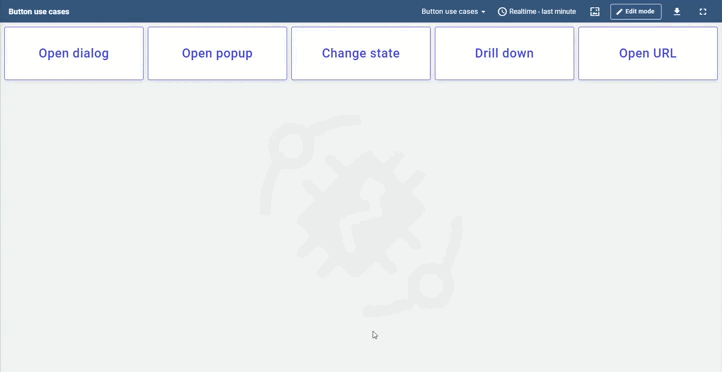 Button use cases
Button use cases
Realtime - last minute
Edit mode
Open dialog
Open popup
Change state
Drill down
Open URL